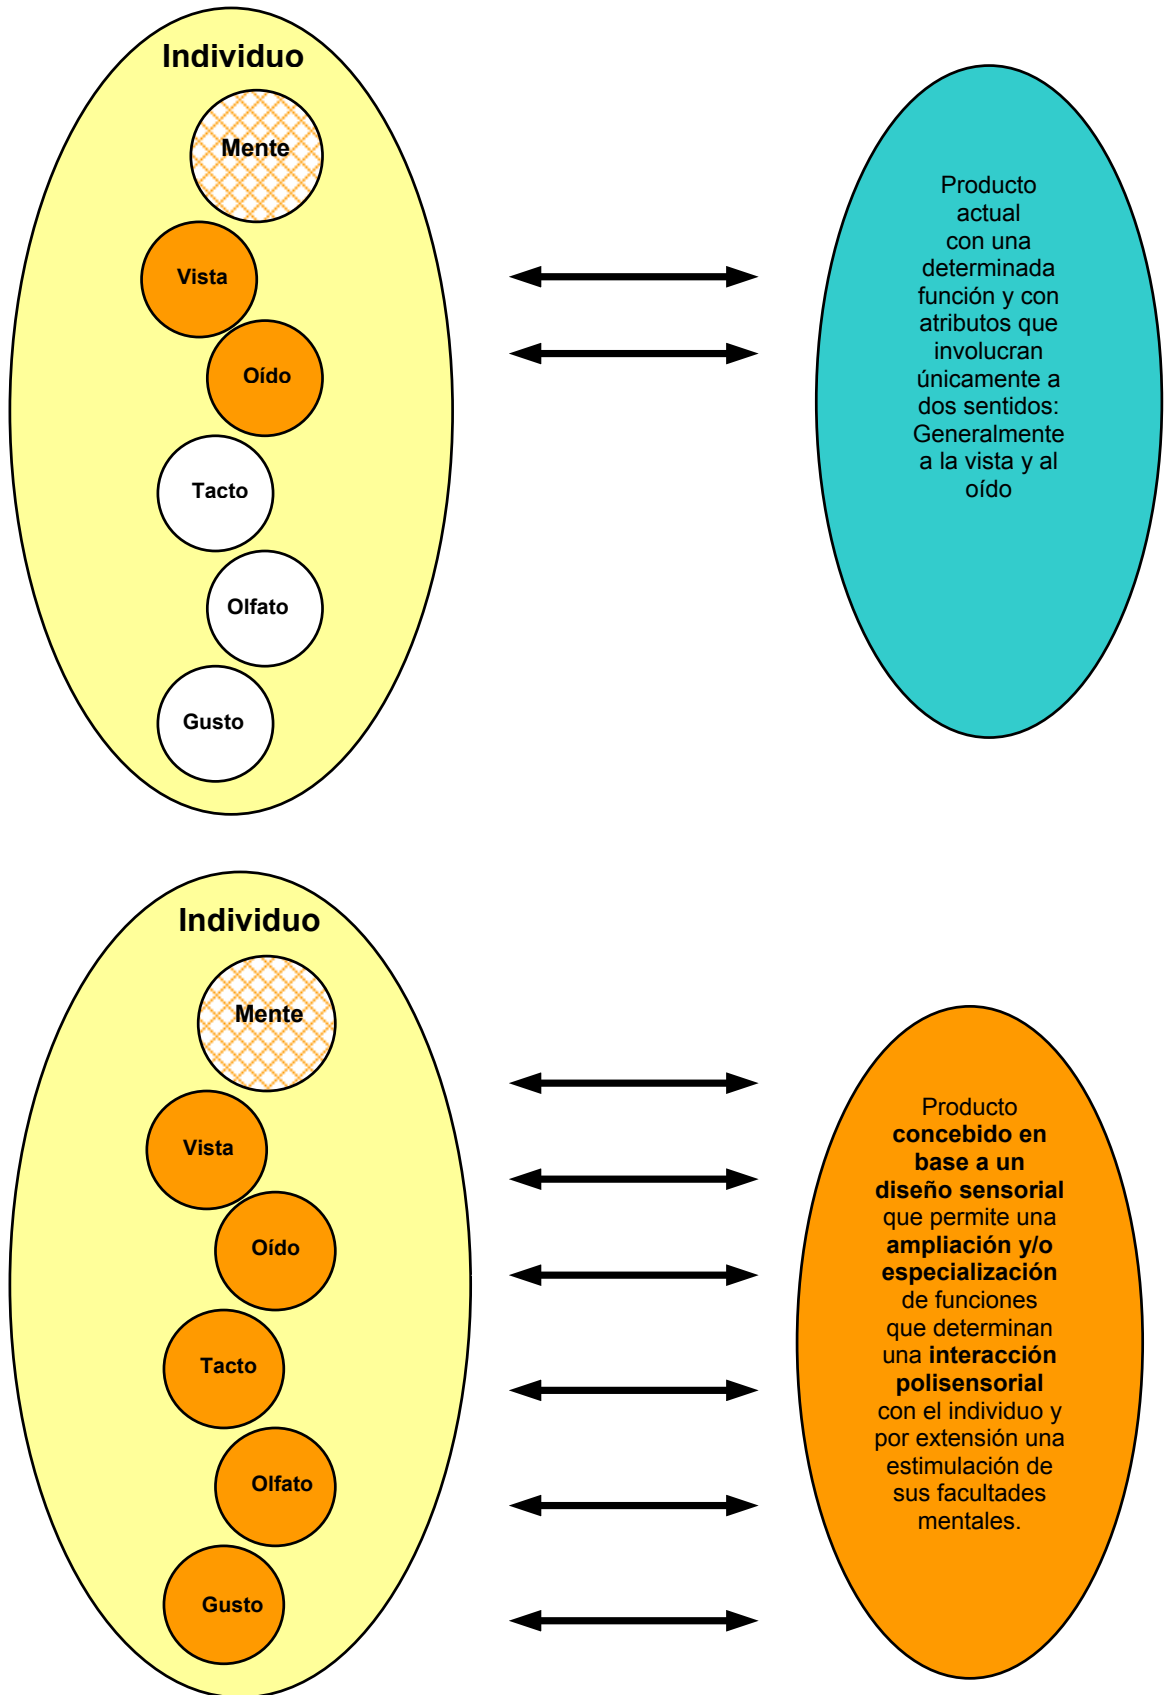 Individuo
Mente
Vista
Oído
Tacto
Olfato
Gusto
Producto
actual
con una
determinada
función y con
atributos que
involucran
únicamente a
dos sentidos:
Generalmente
a la vista y al
oído
Individuo
Mente
Vista
Oído
Tacto
Olfato
Gusto
Producto
concebido en
base a un
diseño sensorial
que permite una
ampliación y/o
especialización
de funciones
que determinan
una interacción
polisensorial
con el individuo y
por extensión una
estimulación de
sus facultades
mentales.